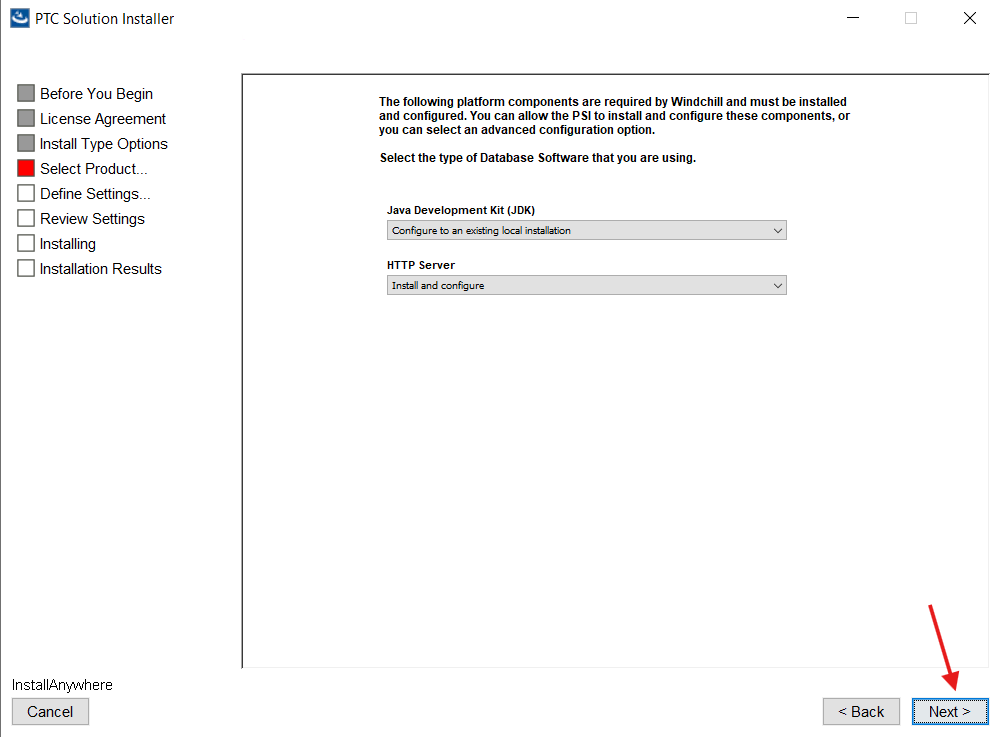 PTC Solution Installer
Before You Begin
License Agreement
Install Type Options
Select Product...
Define Settings...
Review Settings
Installing
Installation Results
The following platform components are required by Windchill and must be installed
and configured. You can allow the PSI to install and configure these components, or
you can select an advanced configuration option.
Select the type of Database Software that you are using.
Java Development Kit (JDK)
Configure to an existing local installation
HTTP Server
Install and configure
InstallAnywhere
Cancel
< Back
Next >